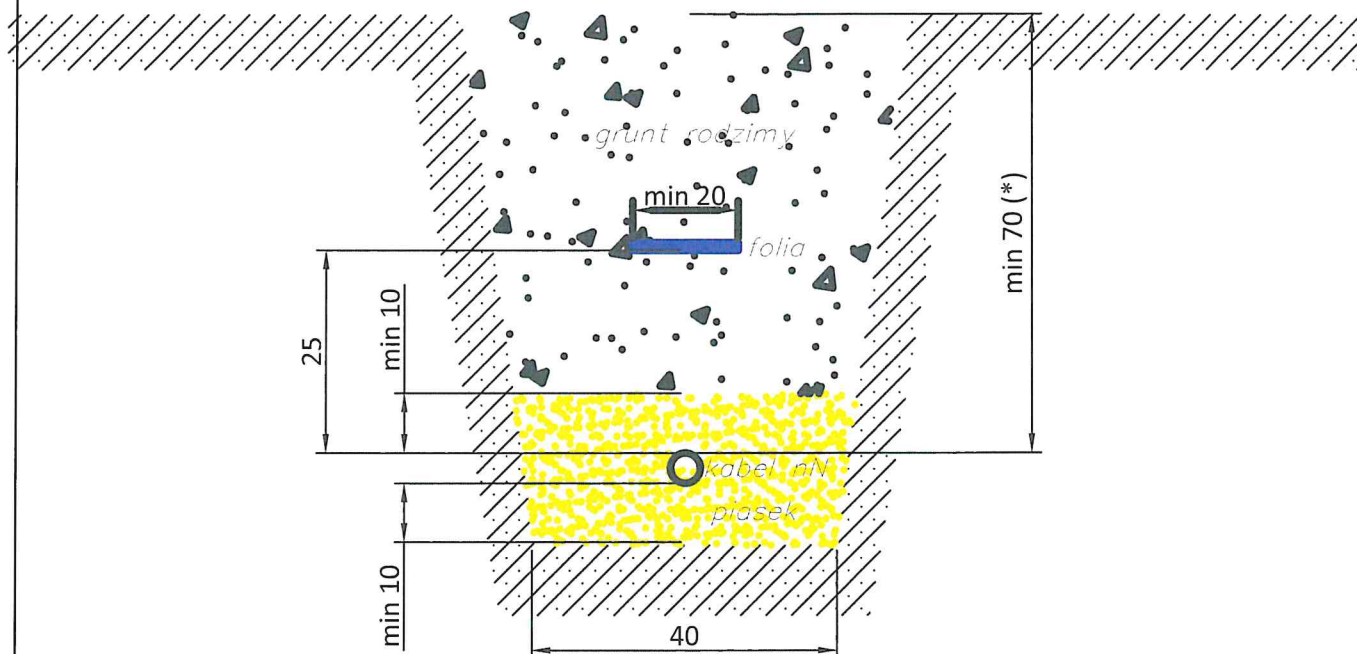 grunt rodzimy
min 20
folia
min 70 (*)
25
min 10
kabel nN
piasek
min 10
40